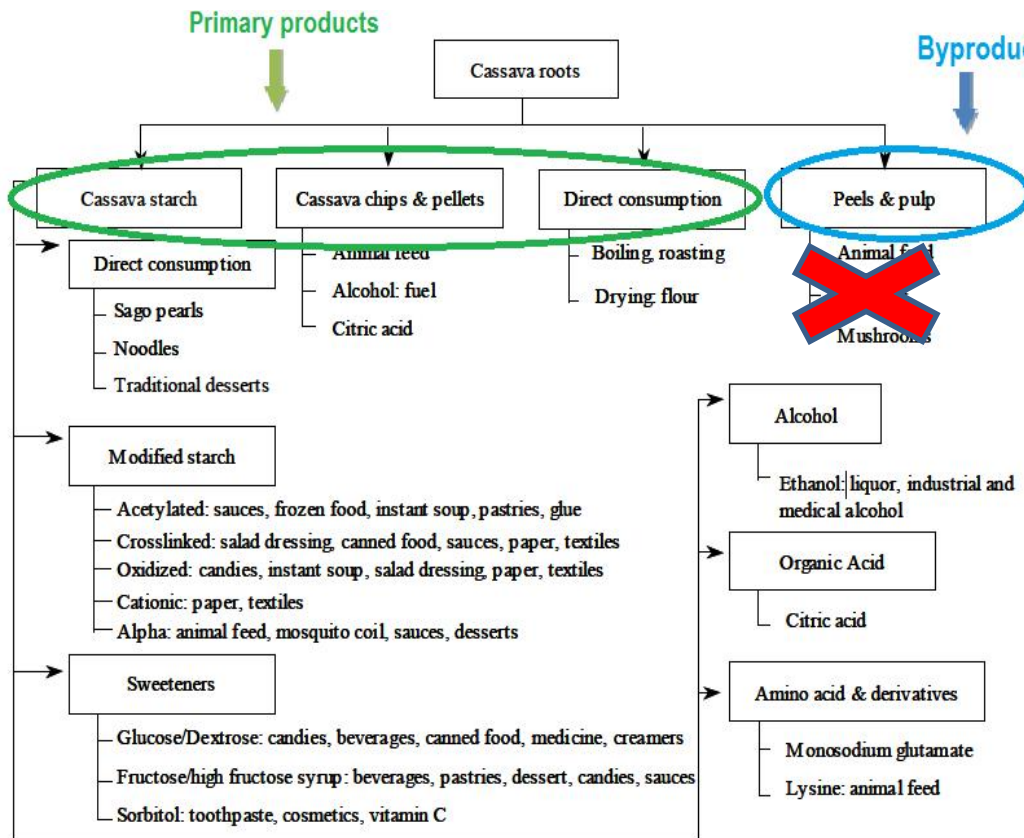 Primary products
Cassava roots
Byproduc
Cassava starch
Cassava chips & pellets
Direct consumption
Peels & pulp
Direct consumption
Sago pearls
Noodles
Traditional desserts
Animal feed
Alcohol: fuel
Citric acid
Boiling, roasting
Drying: flour
Animal feed
Mushrooms
Modified starch
Acetylated: sauces, frozen food, instant soup, pastries, glue
Crosslinked: salad dressing, canned food, sauces, paper, textiles
Oxidized: candies, instant soup, salad dressing, paper, textiles
Cationic: paper, textiles
Alpha: animal feed, mosquito coil, sauces, desserts
Sweeteners
Glucose/Dextrose: candies, beverages, canned food, medicine, creamers
Fructose/high fructose syrup: beverages, pastries, dessert, candies, sauces
Sorbitol: toothpaste, cosmetics, vitamin C
Alcohol
Ethanol: liquor, industrial and
medical alcohol
Organic Acid
Citric acid
Amino acid & derivatives
Monosodium glutamate
Lysine: animal feed